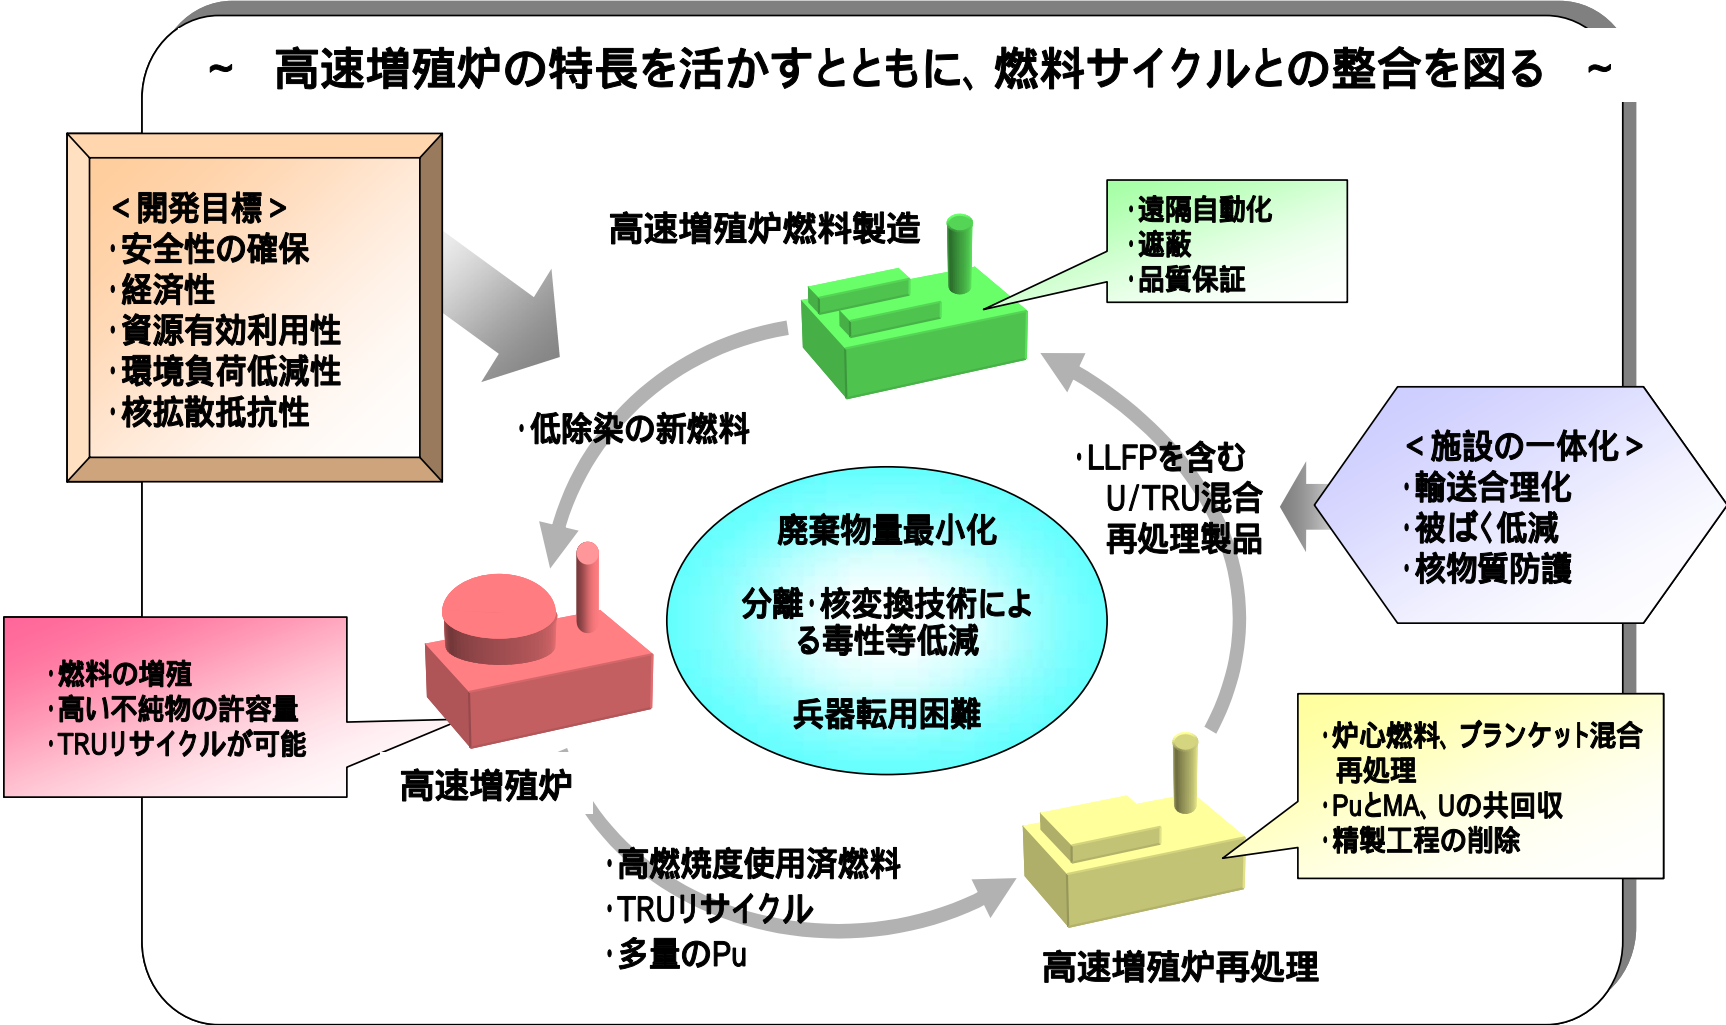 ~ 高速増殖炉の特長を活かすとともに、燃料サイクルとの整合を図る ~
＜開発目標＞
・安全性の確保
・経済性
・資源有効利用性
・環境負荷低減性
・核拡散抵抗性
高速増殖炉燃料製造
・遠隔自動化
・遮蔽
・品質保証
・低除染の新燃料
・LLFPを含む
U/TRU混合
再処理製品
＜施設の一体化＞
・輸送合理化
・被ばく低減
・核物質防護
廃棄物量最小化
分離・核変換技術によ
る毒性等低減
兵器転用困難
・燃料の増殖
・高い不純物の許容量
・TRUリサイクルが可能
高速増殖炉
・炉心燃料、ブランケット混合
再処理
・PuとMA、Uの共回収
・精製工程の削除
・高燃焼度使用済燃料
・TRUリサイクル
・多量のPu
高速増殖炉再処理